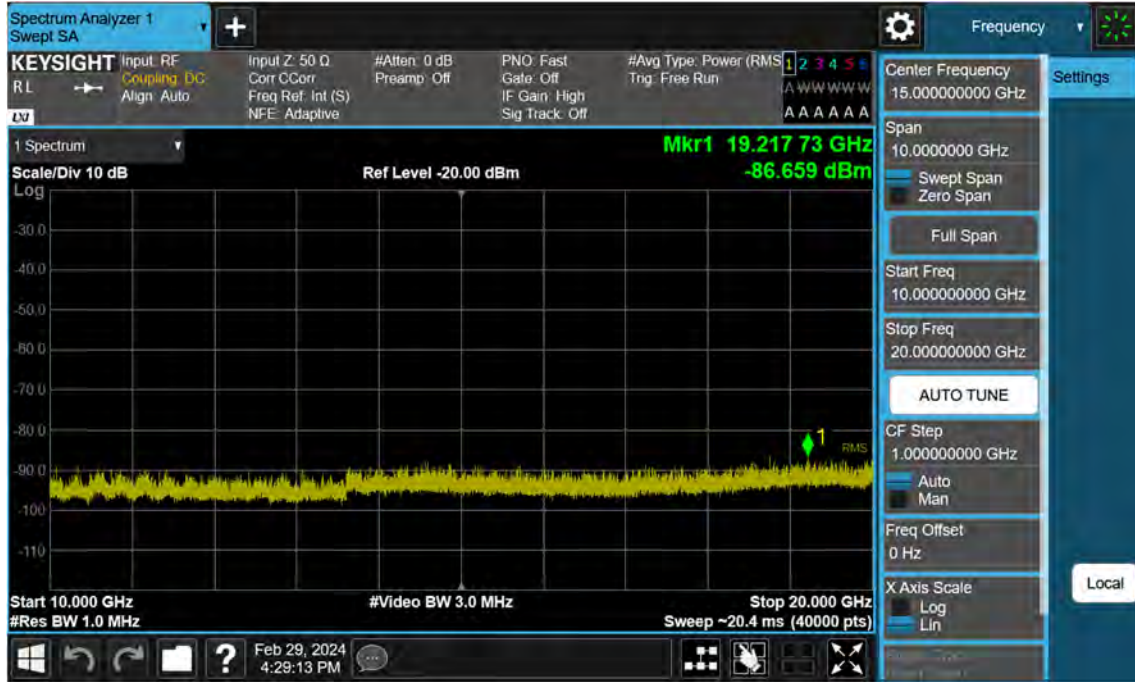 Spectrum Analyzer 1
Swept SA
+
Frequency
KEYSIGHT
RL
LXI
Input: RF
Coupling: DC
Align: Auto
Input Z: 50 Ω
Corr CCorr
Freq Ref: Int (S)
NFE: Adaptive
#Atten: 0 dB
Preamp: Off
PNO: Fast
Gate: Off
IF Gain: High
Sig Track: Off
#Avg Type: Power (RMS
Trig: Free Run
1 2 3 4 5 6
A W W W W W
A A A A A A
1 Spectrum
Scale/Div 10 dB
Ref Level -20.00 dBm
Mkr1 19.217 73 GHz
-86.659 dBm
Log
-30.0
-40.0
-50.0
-60.0
-70.0
-80.0
-90.0
-100
-110
1
RMS
Start 10.000 GHz
#Res BW 1.0 MHz
#Video BW 3.0 MHz
Stop 20.000 GHz
Sweep ~20.4 ms (40000 pts)
Center Frequency
15.000000000 GHz
Span
10.0000000 GHz
Swept Span
Zero Span
Full Span
Start Freq
10.000000000 GHz
Stop Freq
20.000000000 GHz
AUTO TUNE
CF Step
1.000000000 GHz
Auto
Man
Freq Offset
0 Hz
X Axis Scale
Log
Lin
Settings
Local
?
Feb 29, 2024
4:29:13 PM